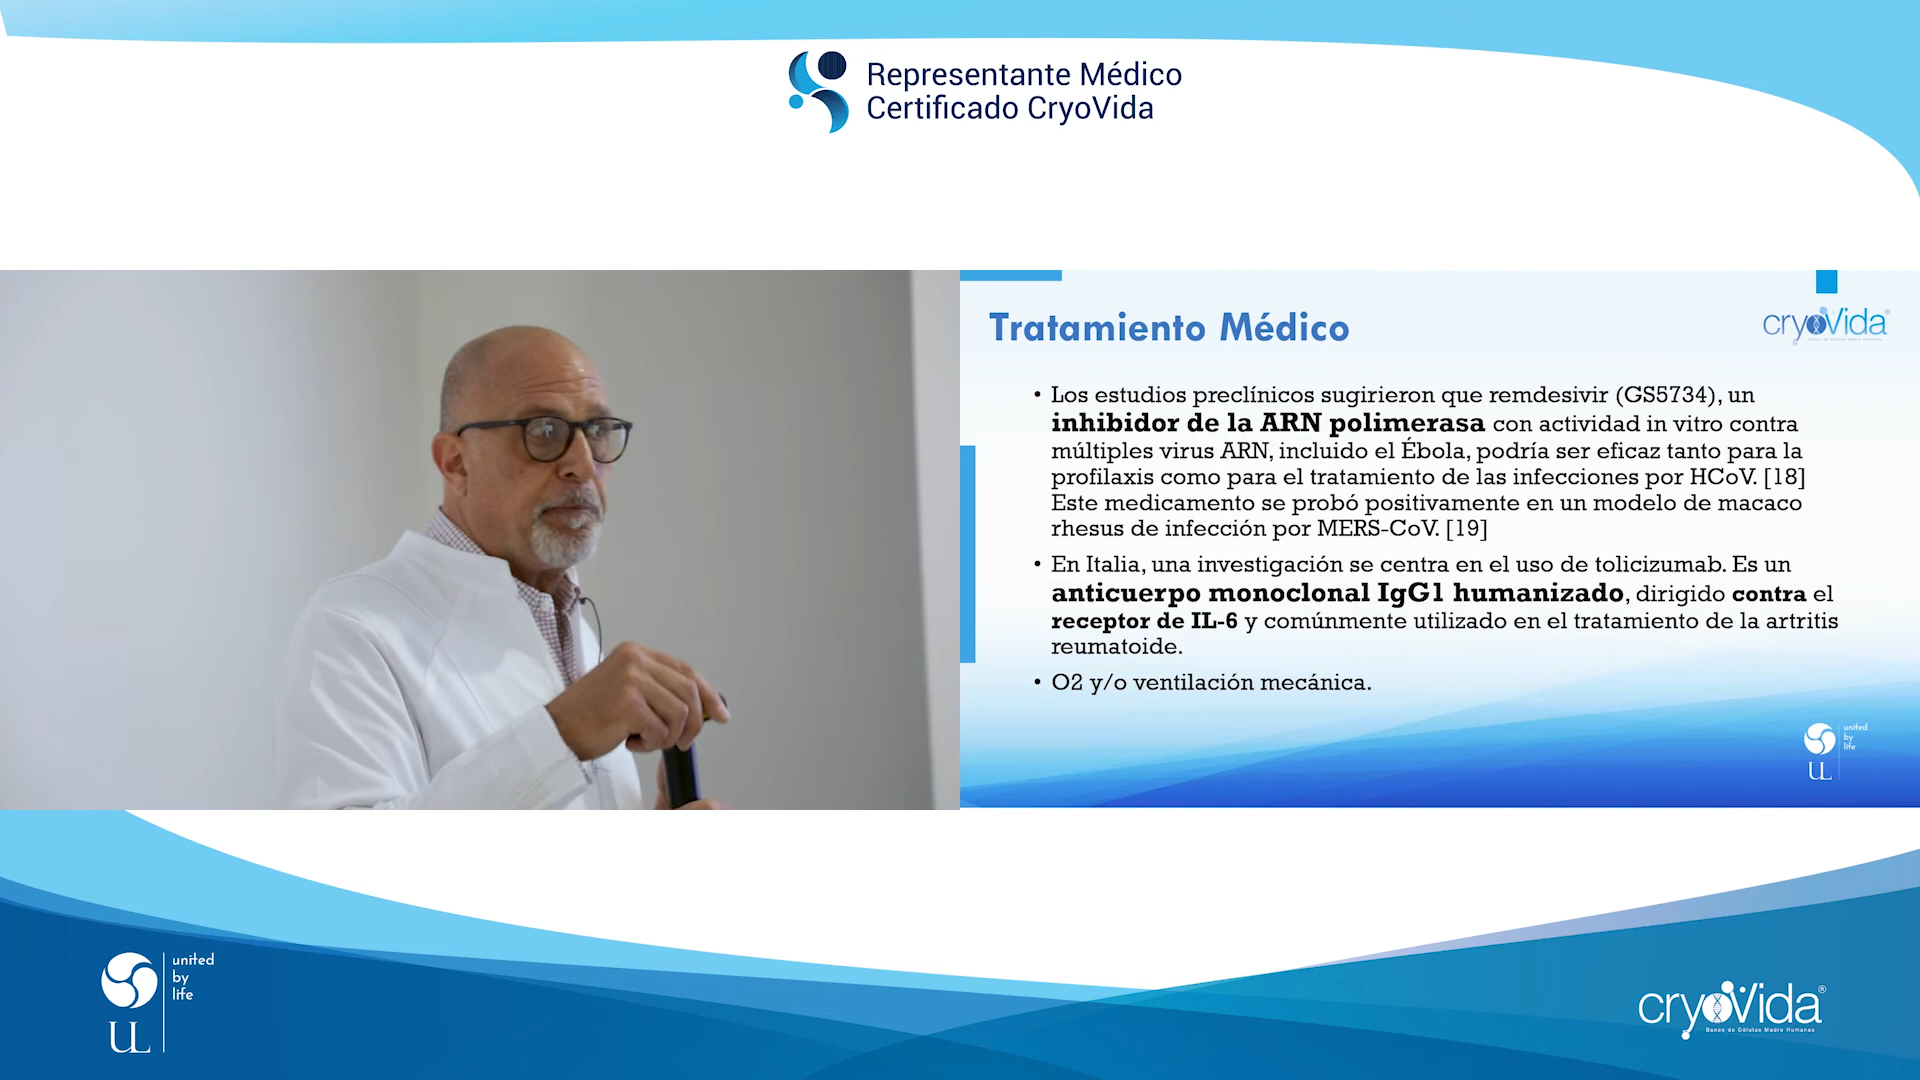 Representante Médico
Certificado CryoVida
Tratamiento Médico
cryoVida®
• Los estudios preclínicos sugirieron que remdesivir (GS5734), un
inhibidor de la ARN polimerasa con actividad in vitro contra
múltiples virus ARN, incluido el Ébola, podría ser eficaz tanto para la
profilaxis como para el tratamiento de las infecciones por HCoV. [18]
Este medicamento se probó positivamente en un modelo de macaco
rhesus de infección por MERS-CoV. [19]
• En Italia, una investigación se centra en el uso de tolicizumab. Es un
anticuerpo monoclonal IgG1 humanizado, dirigido contra el
receptor de IL-6 y comúnmente utilizado en el tratamiento de la artritis
reumatoide.
• O2 y/o ventilación mecánica.
united
by
life
UL
united
by
life
UL
cryoVida®
Banco de Células Madre Humanas